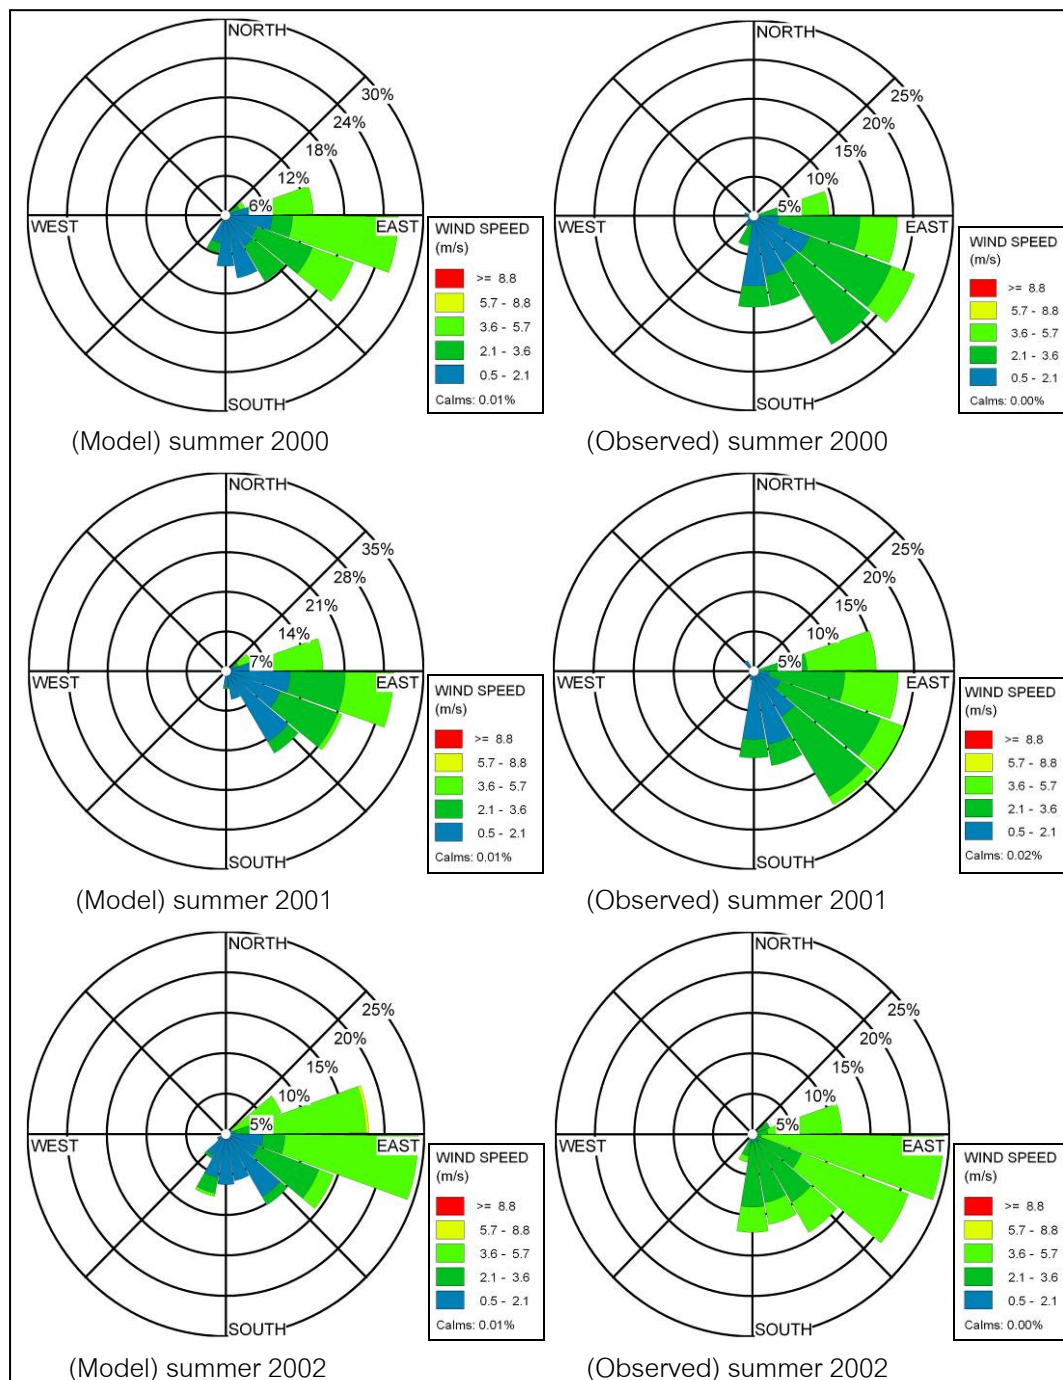 NORTH
30%
24%
18%
12%
6%
WEST
EAST
SOUTH
WIND SPEED
(m/s)
>= 8.8
5.7 - 8.8
3.6 - 5.7
2.1 - 3.6
0.5 - 2.1
Calms: 0.01%
(Model) summer 2000
NORTH
25%
20%
15%
10%
5%
WEST
EAST
SOUTH
WIND SPEED
(m/s)
>= 8.8
5.7 - 8.8
3.6 - 5.7
2.1 - 3.6
0.5 - 2.1
Calms: 0.00%
(Observed) summer 2000
NORTH
35%
28%
21%
14%
7%
WEST
EAST
SOUTH
WIND SPEED
(m/s)
>= 8.8
5.7 - 8.8
3.6 - 5.7
2.1 - 3.6
0.5 - 2.1
Calms: 0.01%
(Model) summer 2001
NORTH
25%
20%
15%
10%
5%
WEST
EAST
SOUTH
WIND SPEED
(m/s)
>= 8.8
5.7 - 8.8
3.6 - 5.7
2.1 - 3.6
0.5 - 2.1
Calms: 0.02%
(Observed) summer 2001
NORTH
25%
20%
15%
10%
5%
WEST
EAST
SOUTH
WIND SPEED
(m/s)
>= 8.8
5.7 - 8.8
3.6 - 5.7
2.1 - 3.6
0.5 - 2.1
Calms: 0.01%
(Model) summer 2002
NORTH
25%
20%
15%
10%
5%
WEST
EAST
SOUTH
WIND SPEED
(m/s)
>= 8.8
5.7 - 8.8
3.6 - 5.7
2.1 - 3.6
0.5 - 2.1
Calms: 0.00%
(Observed) summer 2002